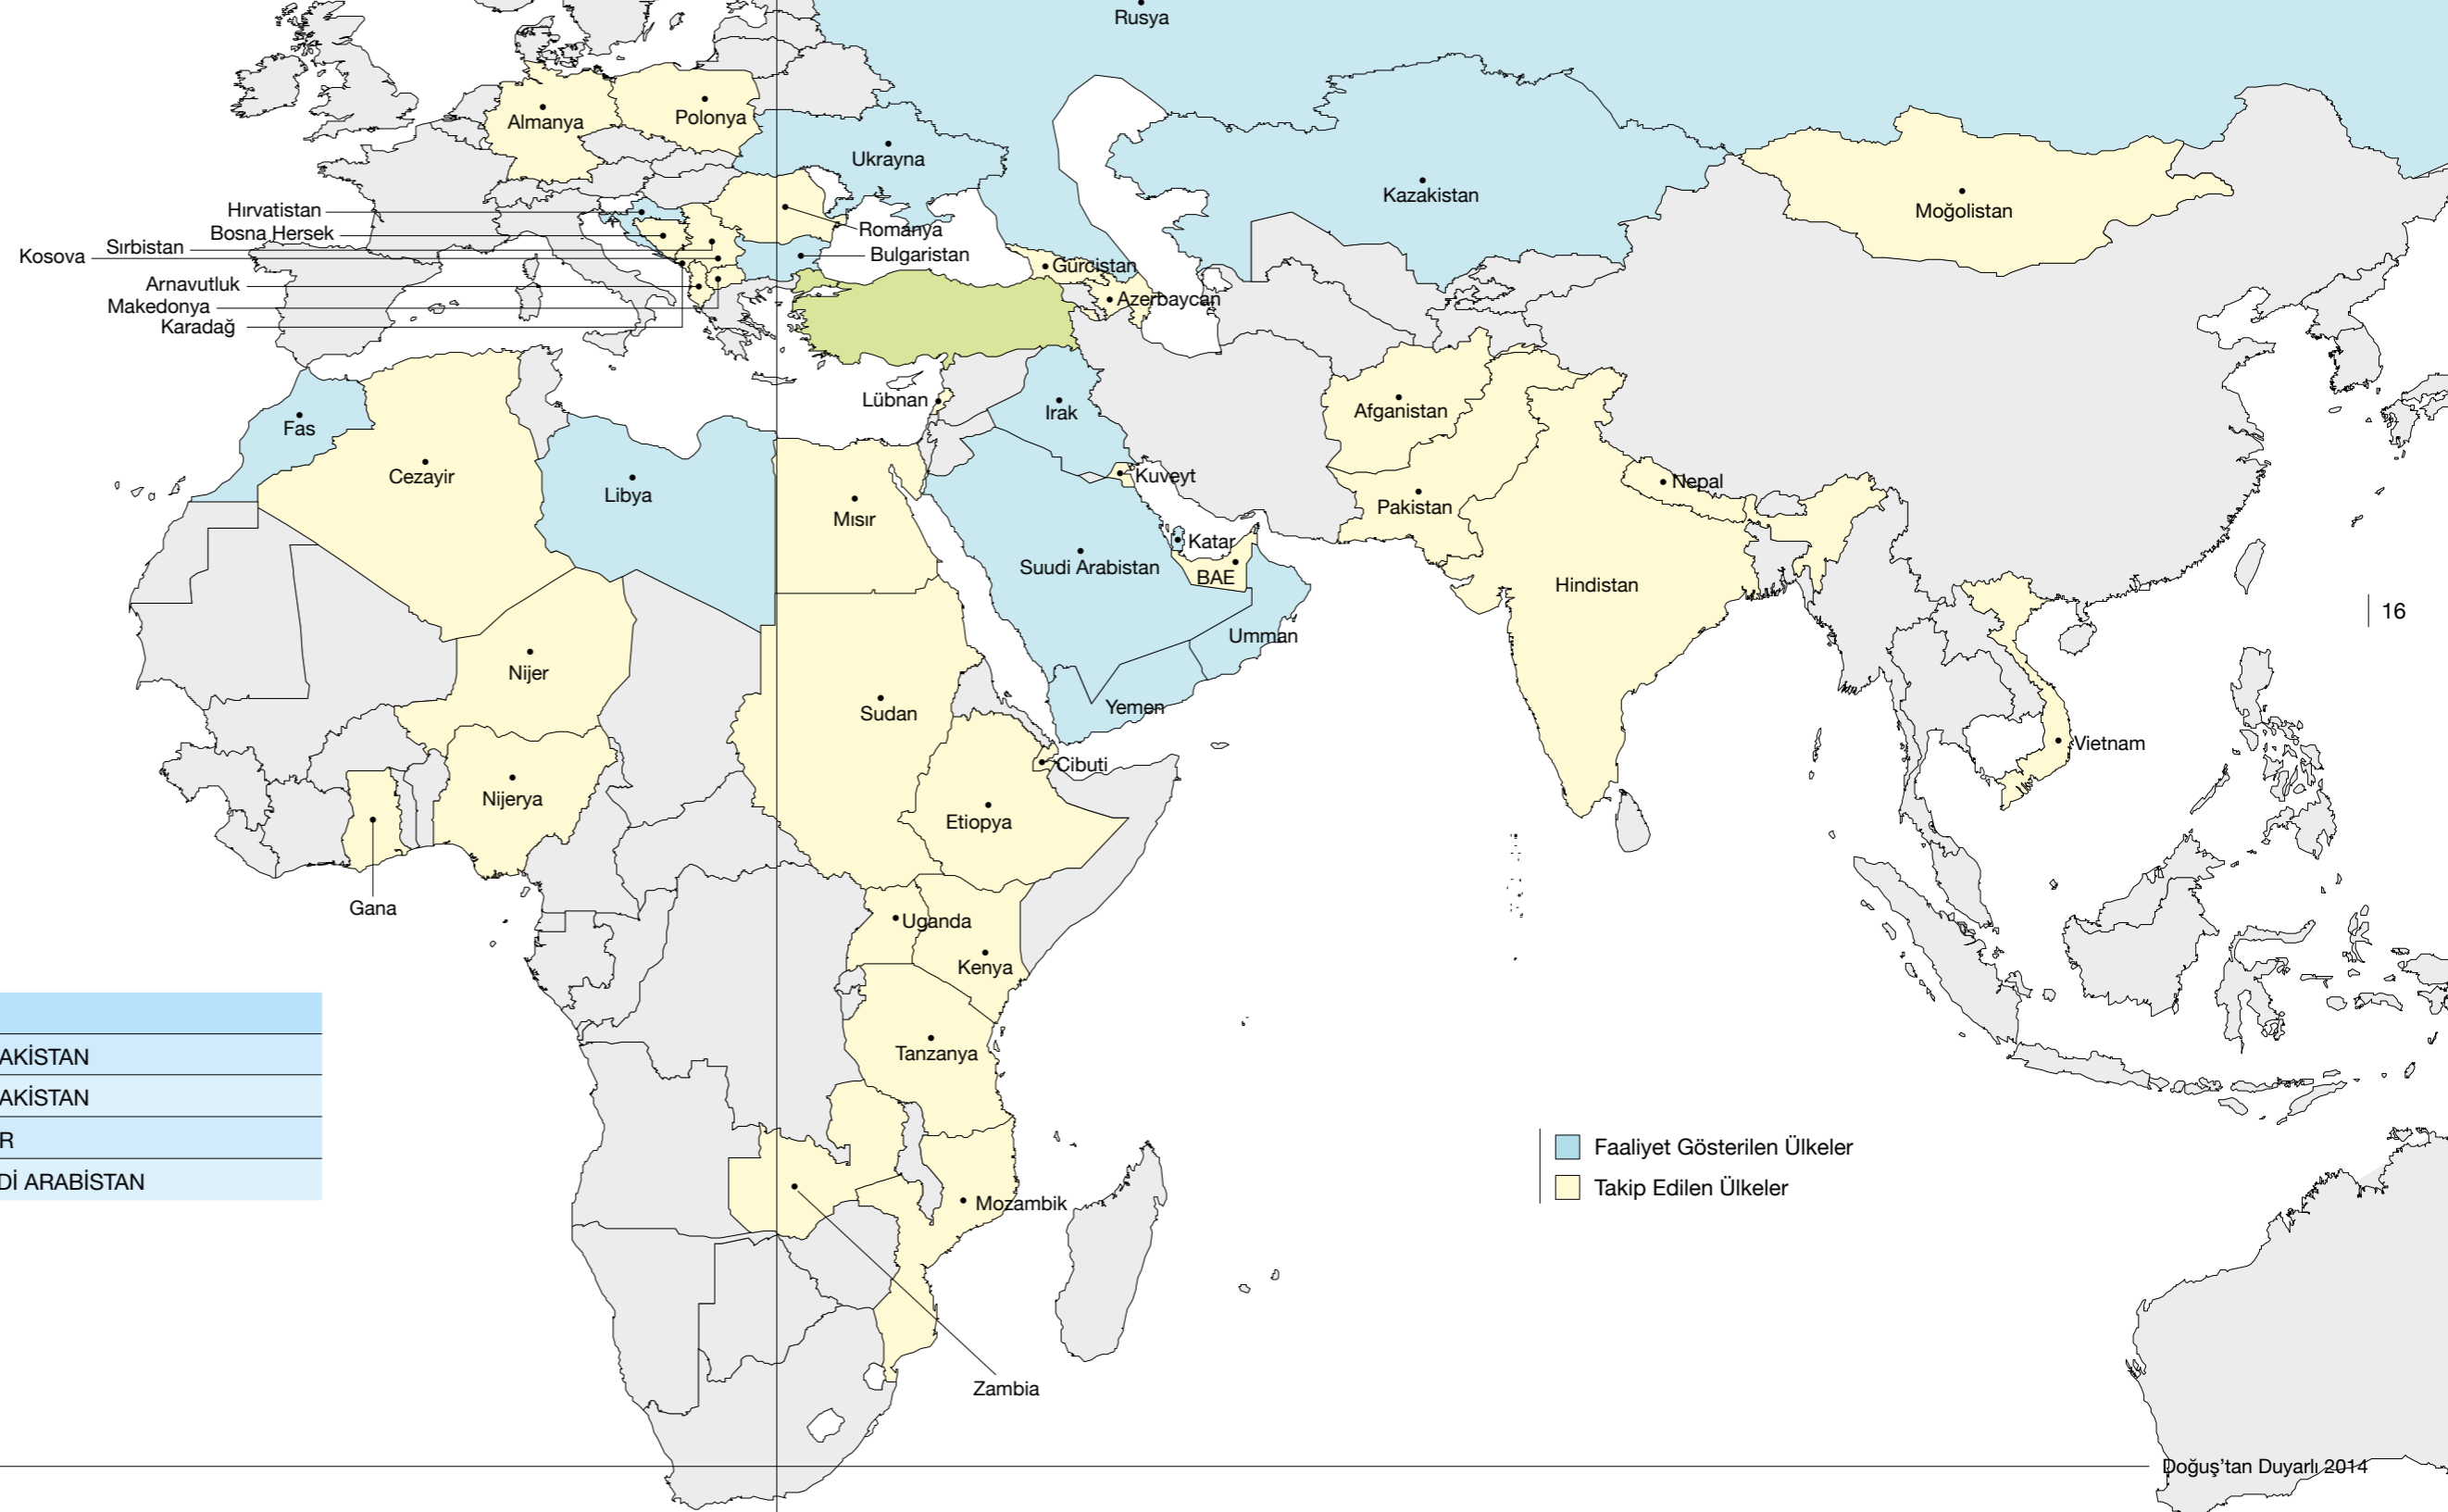 Rusya
Almanya
Polonya
Ukrayna
Kazakistan
Moğolistan
Hırvatistan
Bosna Hersek
Sırbistan
Kosova
Romanya
Bulgaristan
Gürcistan
Arnavutluk
Makedonya
Karadağ
Azerbaycan
Lübnan
Irak
Afganistan
Fas
Cezayir
Libya
Mısır
Kuveyt
Pakistan
Nepal
Katar
Suudi Arabistan
BAE
Hindistan
Umman
16
Nijer
Sudan
Yemen
Vietnam
Cibuti
Nijerya
Etiopya
Gana
Uganda
Kenya
Tanzanya
AKİSTAN
AKİSTAN
R
Dİ ARABİSTAN
Faaliyet Gösterilen Ülkeler
Takip Edilen Ülkeler
Mozambik
Zambia
Doğuş’tan Duyarlı 2014